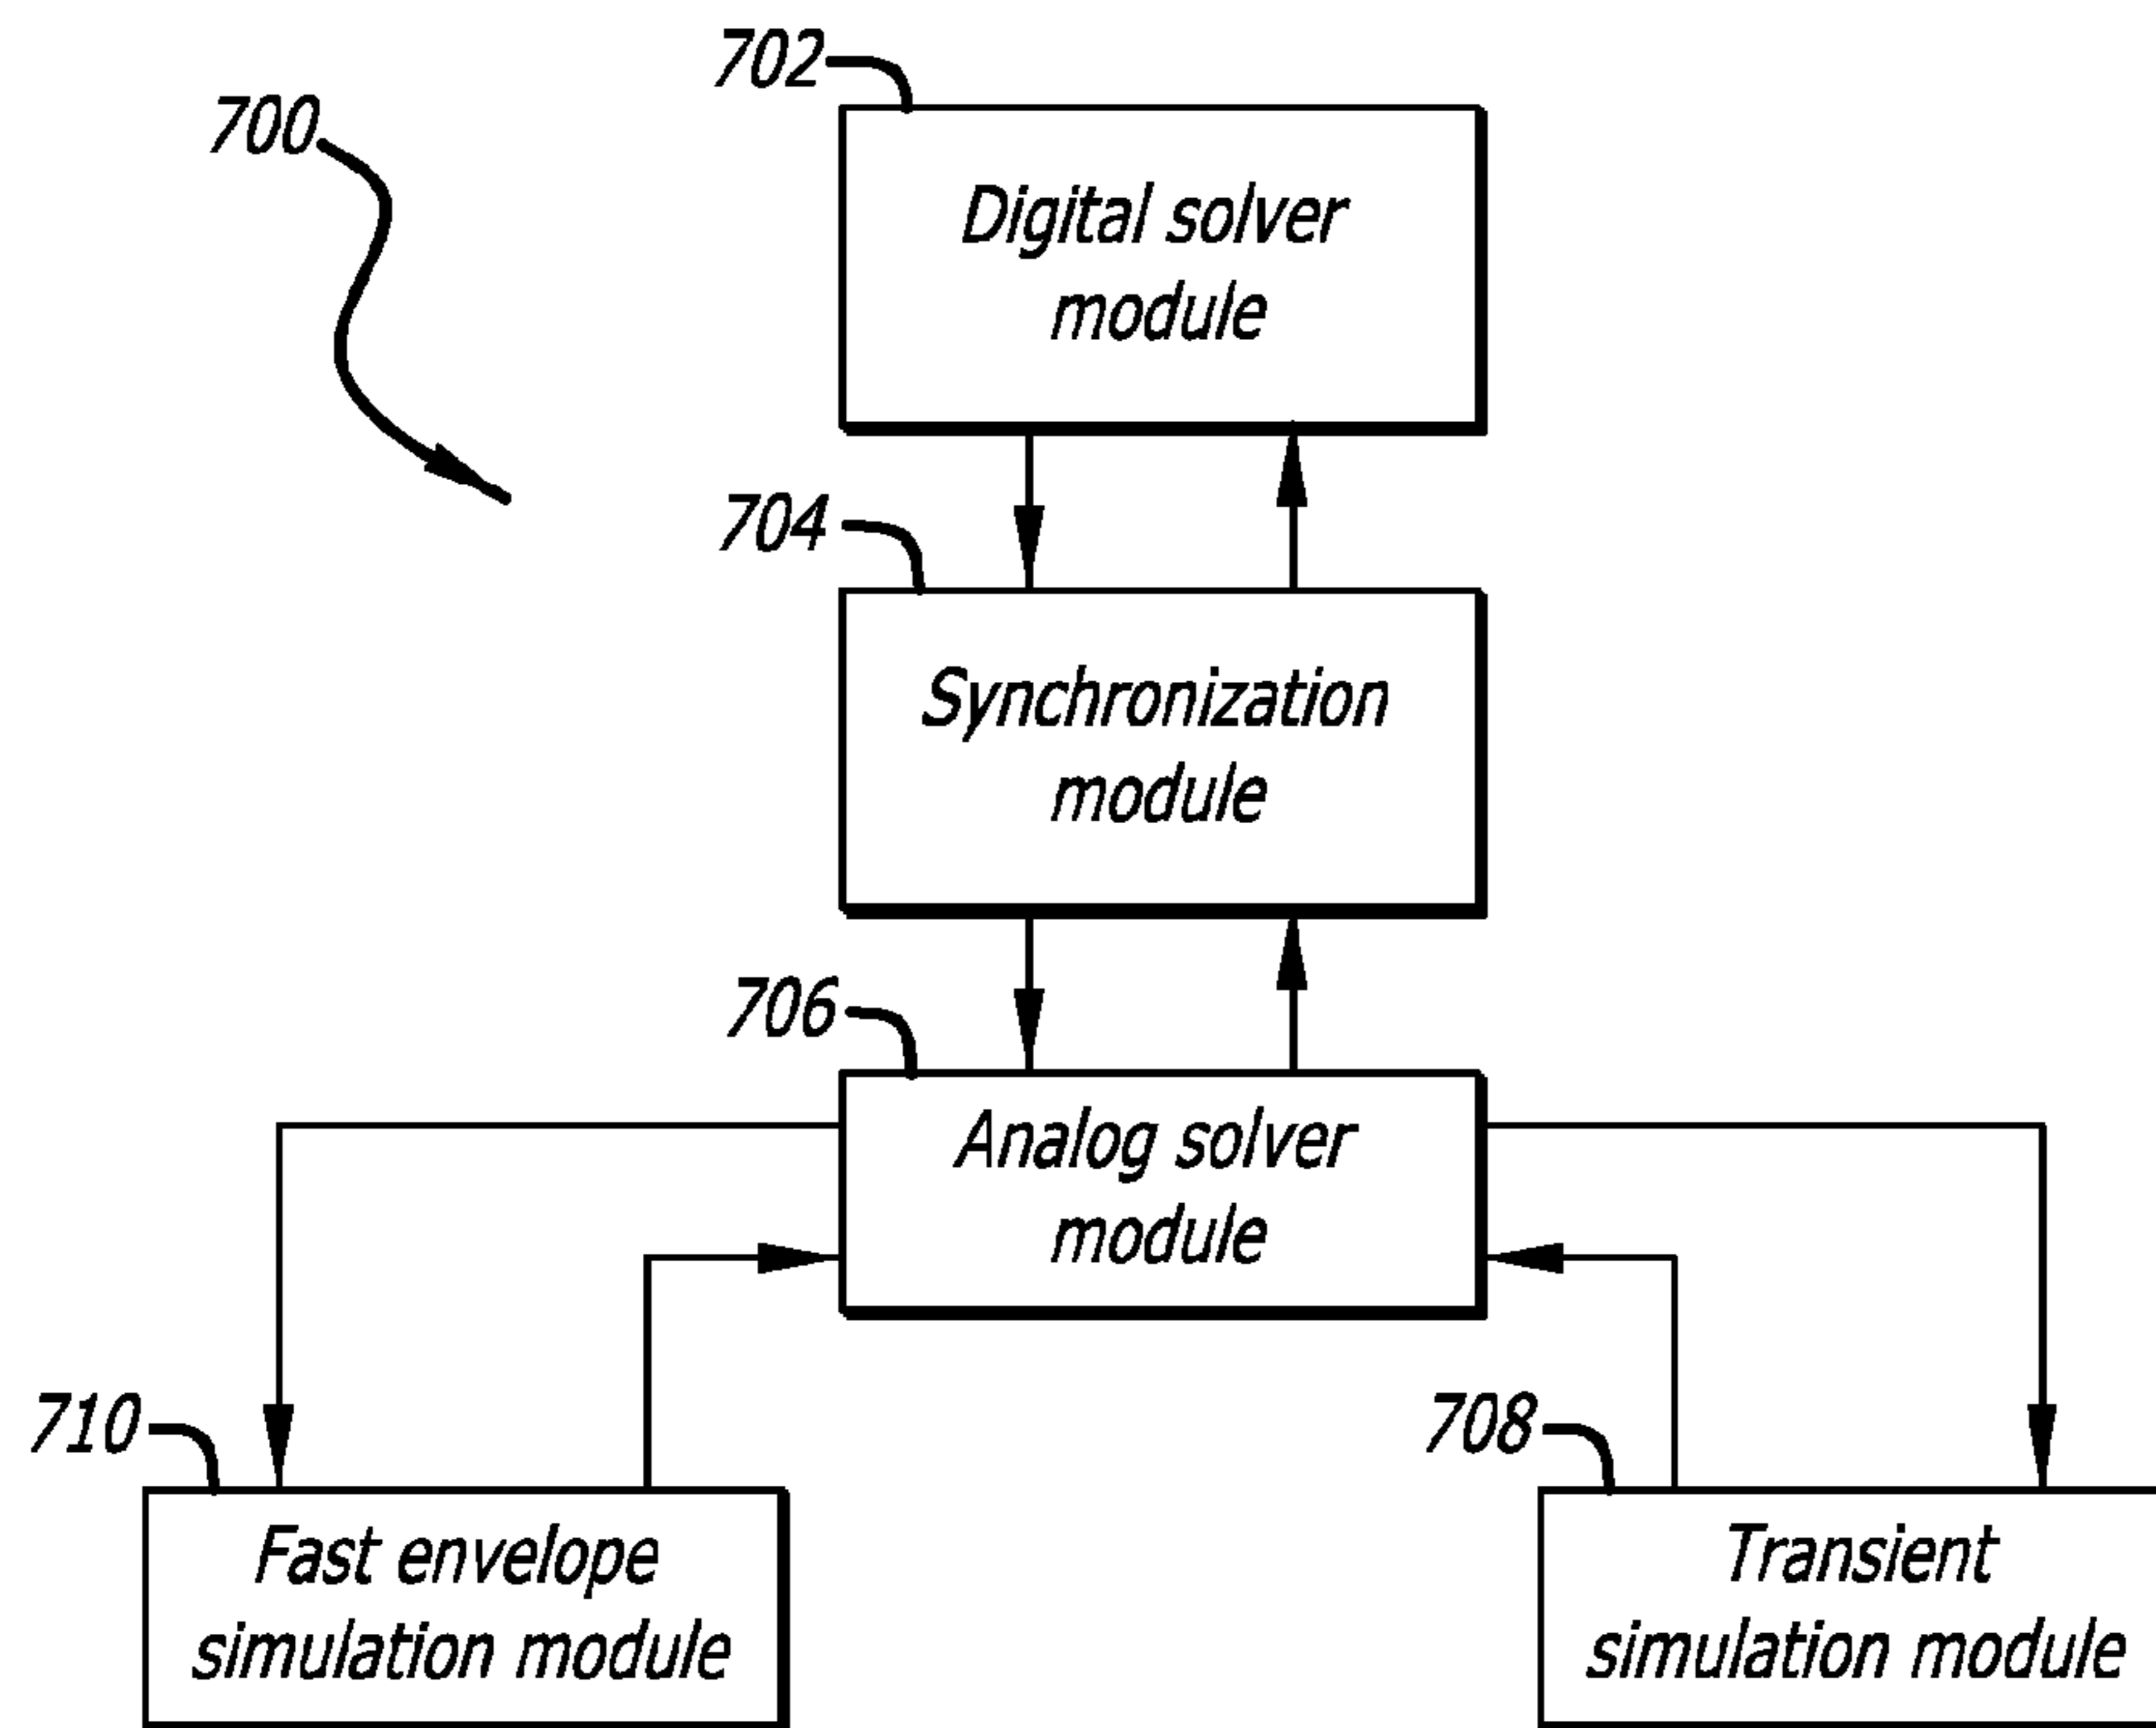 702
700
Digital solver
module
704
Synchronization
module
706
Analog solver
module
710
Fast envelope
simulation module
708
Transient
simulation module